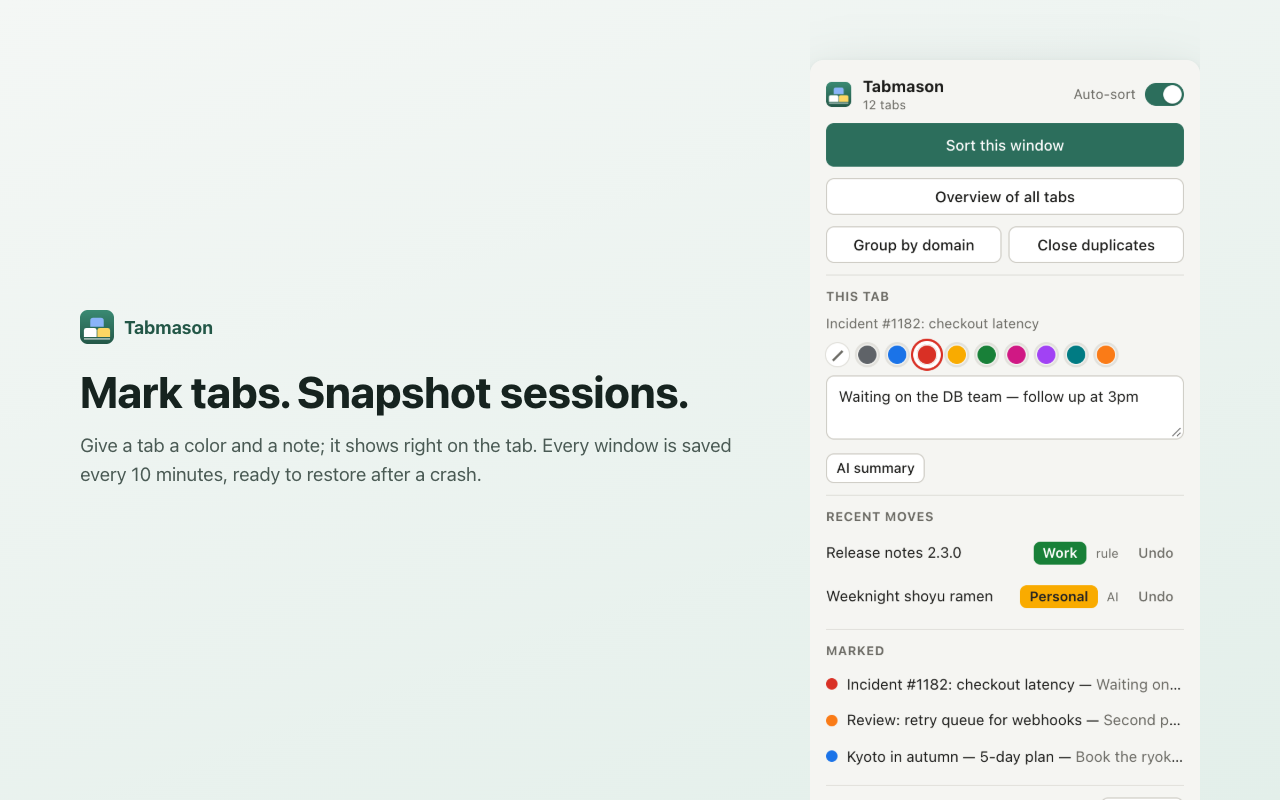 Tabmason
Mark tabs. Snapshot sessions.
Give a tab a color and a note; it shows right on the tab. Every window is saved
every 10 minutes, ready to restore after a crash.
Tabmason
12 tabs
Auto-sort
Sort this window
Overview of all tabs
Group by domain
Close duplicates
THIS TAB
Incident #1182: checkout latency
Waiting on the DB team — follow up at 3pm
AI summary
RECENT MOVES
Release notes 2.3.0 Work rule Undo
Weeknight shoyu ramen Personal AI Undo
MARKED
Incident #1182: checkout latency — Waiting on...
Review: retry queue for webhooks — Second p...
Kyoto in autumn — 5-day plan — Book the ryok...